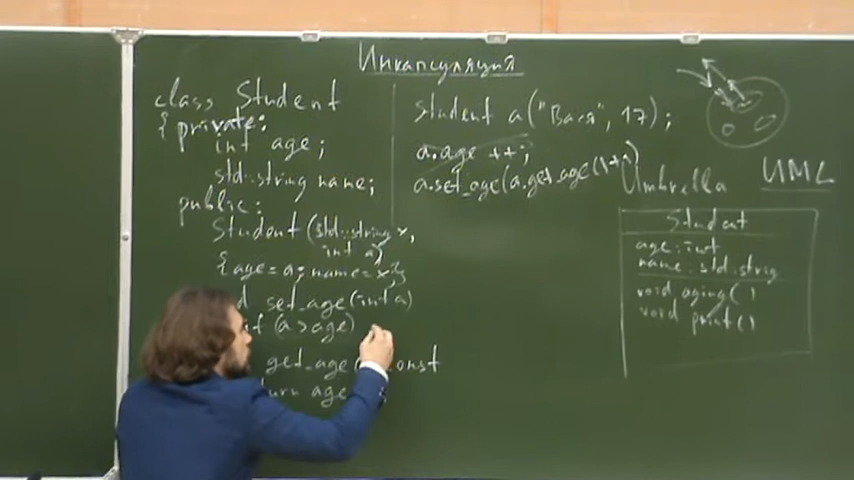 Инкапсуляция
class Student
{ private:
int age;
std::string name;
public:
Student (std::string x,
int a)
{age = a; name = x;}
set_age(int a)
(a > age)
get_age ( const
age
student a("Вася", 17);
a.age ++;
a.set_age(a.get_age()+1)
Umbrella
UML
Student
age: int
name: std::string
void aging()
void print()